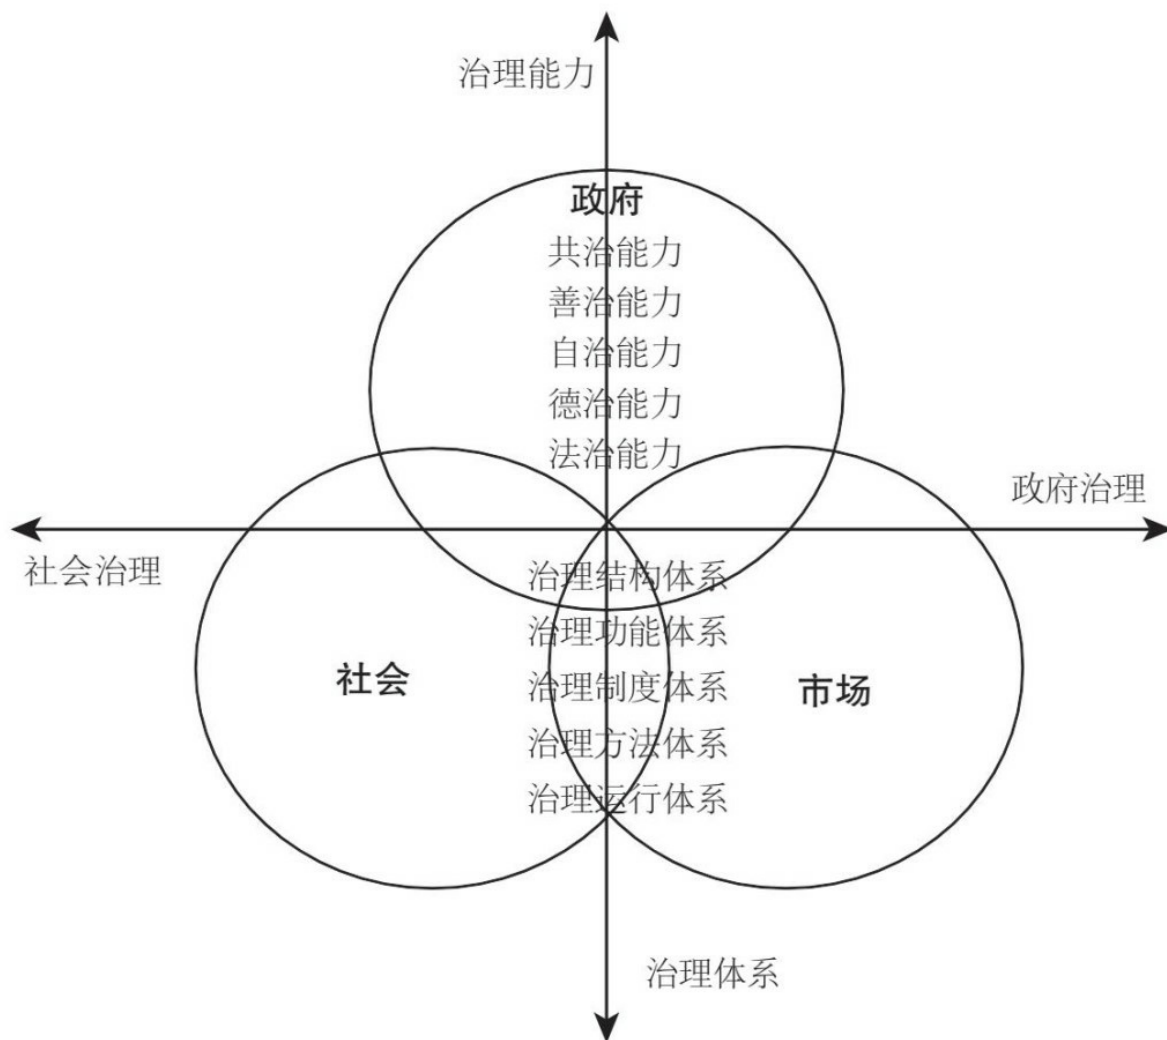 治理能力
政府
共治能力
善治能力
自治能力
德治能力
法治能力
政府治理
社会治理
治理结构体系
治理功能体系
社会
治理制度体系
市场
治理方法体系
治理运行体系
治理体系